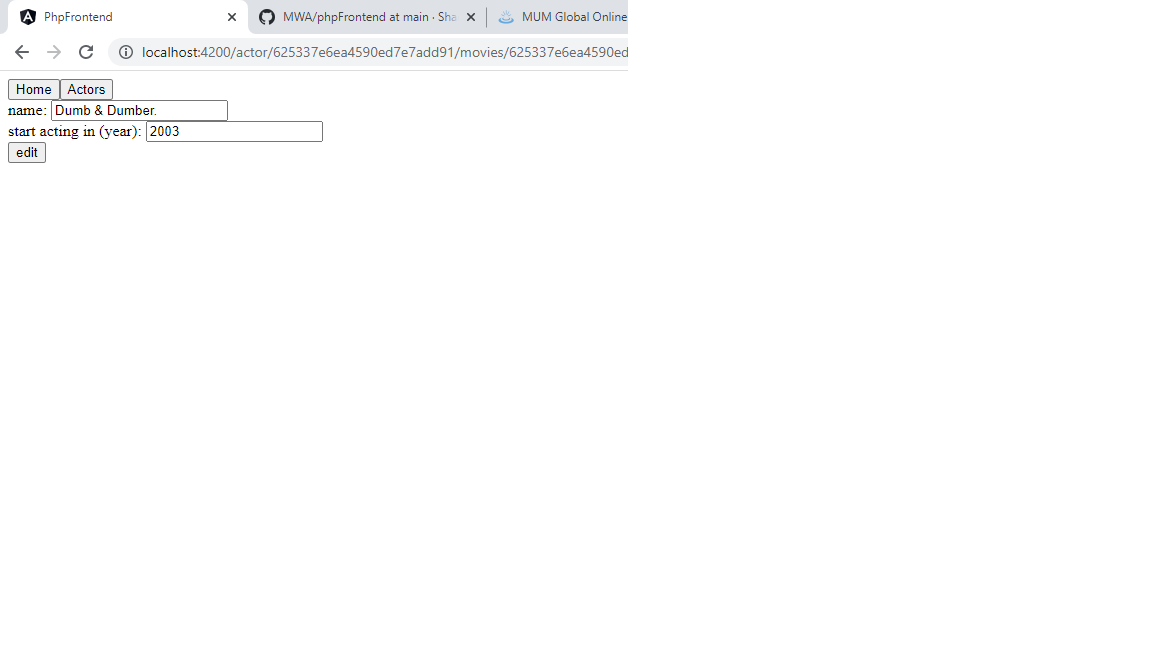 PhpFrontend
MWA/phpFrontend at main · Sha
MUM Global Online
localhost:4200/actor/625337e6ea4590ed7e7add91/movies/625337e6ea4590ed
Home Actors
name: Dumb & Dumber.
start acting in (year): 2003
edit